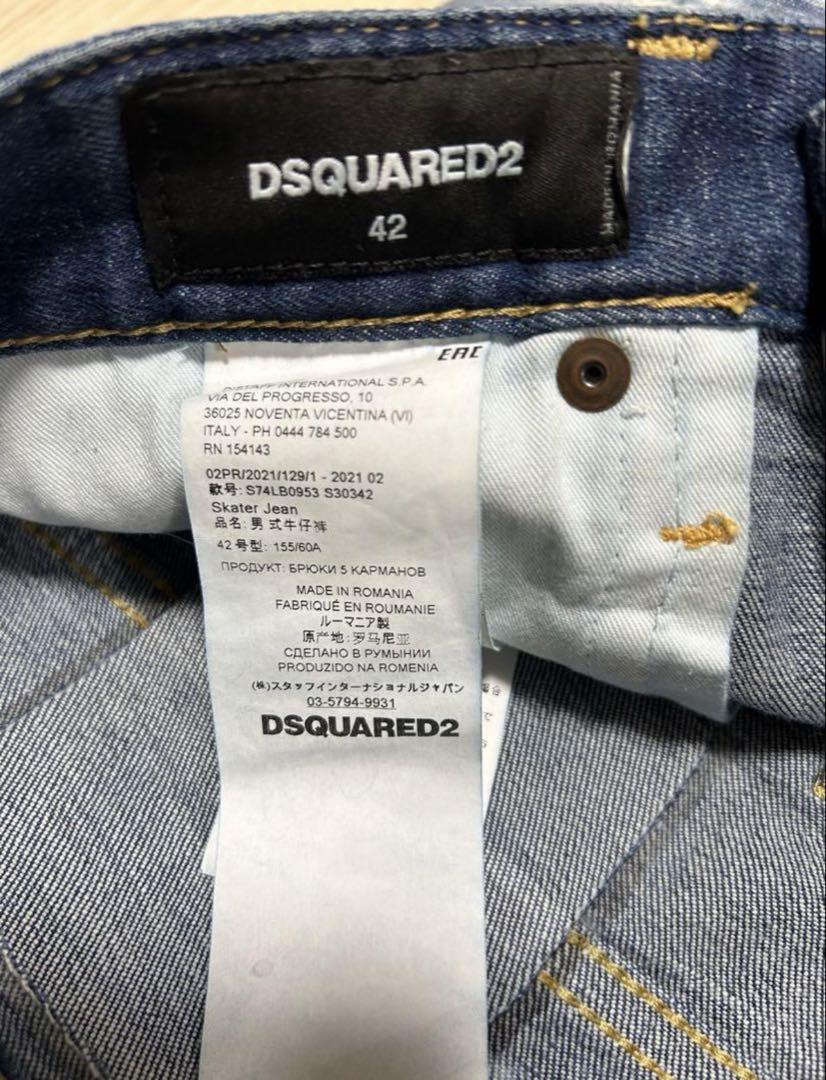 DSQUARED2
42
MADE IN ROMANIA
EAC
INTERNATIONAL S.P.A.
VIA DEL PROGRESSO, 10
36025 NOVENTA VICENTINA (VI)
ITALY - PH 0444 784 500
RN 154143
02PR/2021/129/1 - 2021 02
款号: S74LB0953 S30342
Skater Jean
品名: 男式牛仔裤
42号型: 155/60A
ПРОДУКТ: БРЮКИ 5 КАРМАНОВ
MADE IN ROMANIA
FABRIQUÉ EN ROUMANIE
ルーマニア製
原产地: 罗马尼亚
СДЕЛАНО В РУМЫНИИ
PRODUZIDO NA ROMENIA
(株)スタッフインターナショナルジャパン
03-5794-9931
DSQUARED2